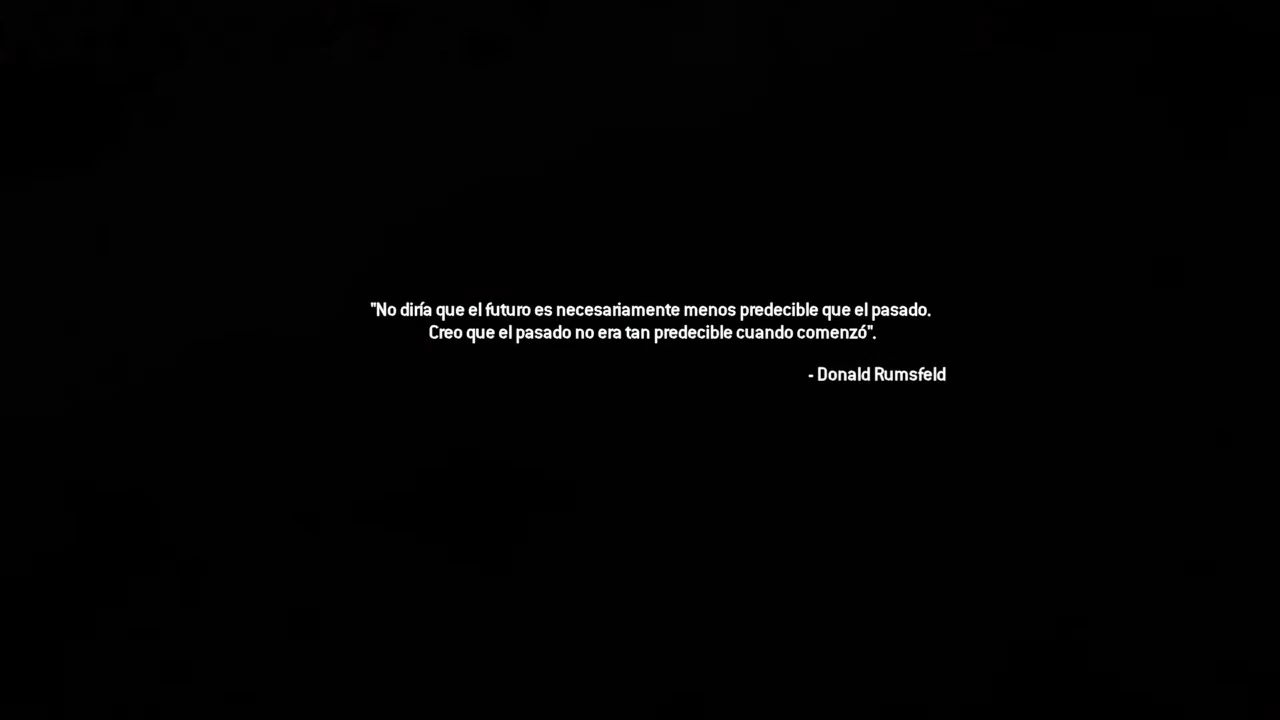 "No diría que el futuro es necesariamente menos predecible que el pasado.
Creo que el pasado no era tan predecible cuando comenzó".
- Donald Rumsfeld